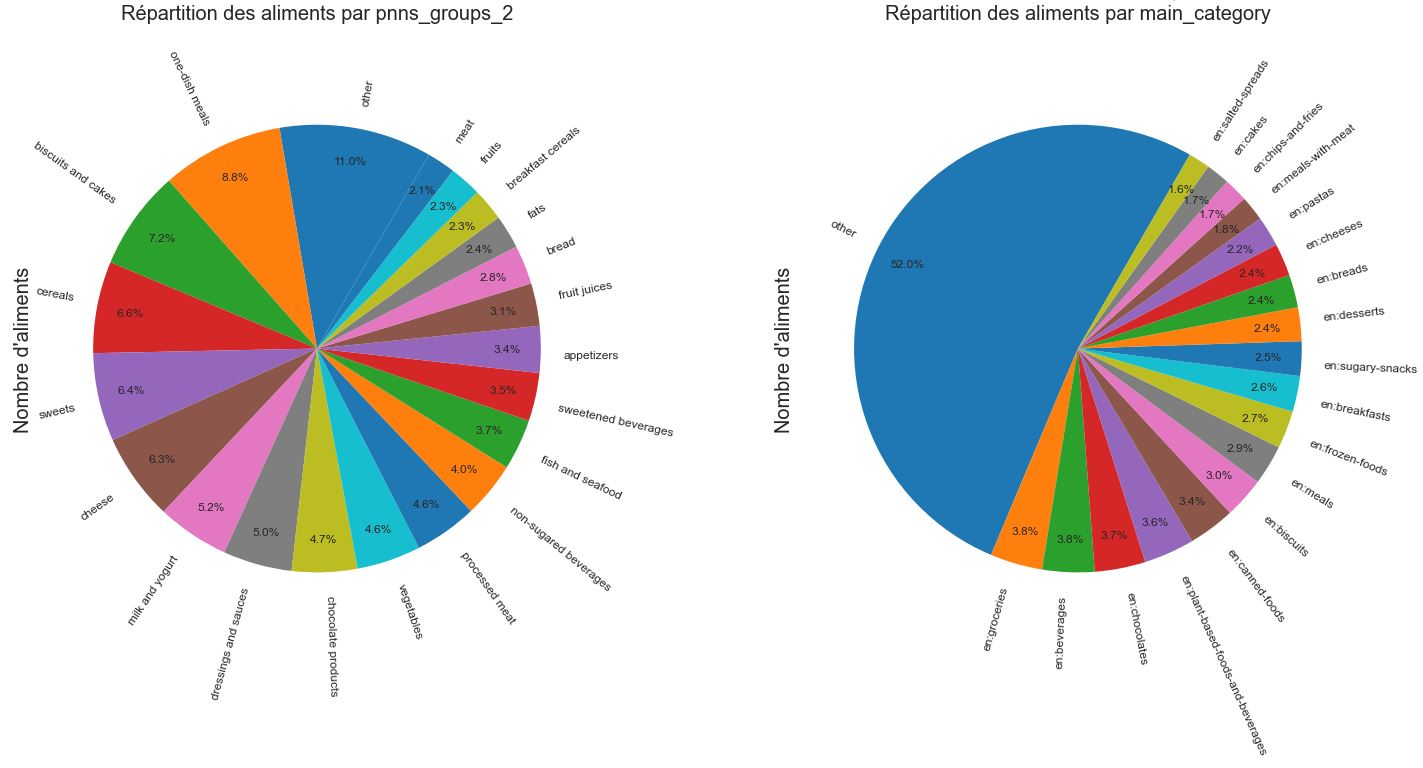 Répartition des aliments par pnns_groups_2
Nombre d'aliments
other
11.0%
one-dish meals
8.8%
biscuits and cakes
7.2%
cereals
6.6%
sweets
6.4%
cheese
6.3%
milk and yogurt
5.2%
dressings and sauces
5.0%
chocolate products
4.7%
vegetables
4.6%
processed meat
4.6%
non-sugared beverages
4.0%
fish and seafood
3.7%
sweetened beverages
3.5%
appetizers
3.4%
fruit juices
3.1%
bread
2.8%
fats
2.4%
breakfast cereals
2.3%
fruits
2.3%
meat
2.1%
Répartition des aliments par main_category
Nombre d'aliments
other
52.0%
en:groceries
3.8%
en:beverages
3.8%
en:chocolates
3.7%
en:plant-based-foods-and-beverages
3.6%
en:canned-foods
3.4%
en:biscuits
3.0%
en:meals
2.9%
en:frozen-foods
2.7%
en:breakfasts
2.6%
en:sugary-snacks
2.5%
en:desserts
2.4%
en:breads
2.4%
en:cheeses
2.4%
en:pastas
2.2%
en:meals-with-meat
1.8%
en:chips-and-fries
1.7%
en:cakes
1.7%
en:salted-spreads
1.6%